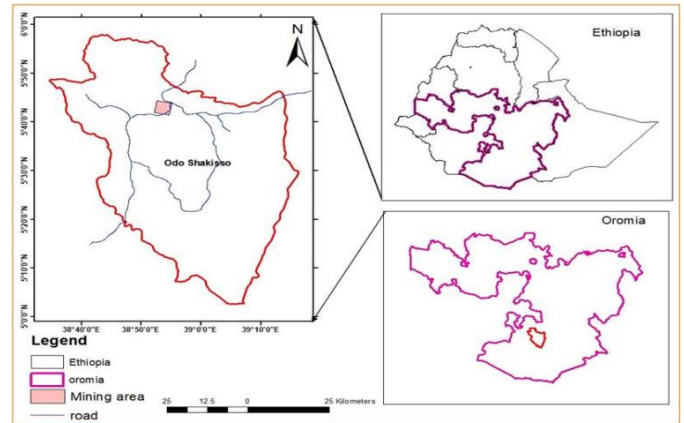 N
6°0'0"
5°50'0"
5°40'0"
5°30'0"
5°20'0"
5°10'0"
5°0'0"
Odo Shakisso
38°40'0"E 38°50'0"E 39°0'0"E 39°10'0"E
Ethiopia
Oromia
Legend
Ethiopia
oromia
Mining area
road
25 12.5 0 25 Kilometers